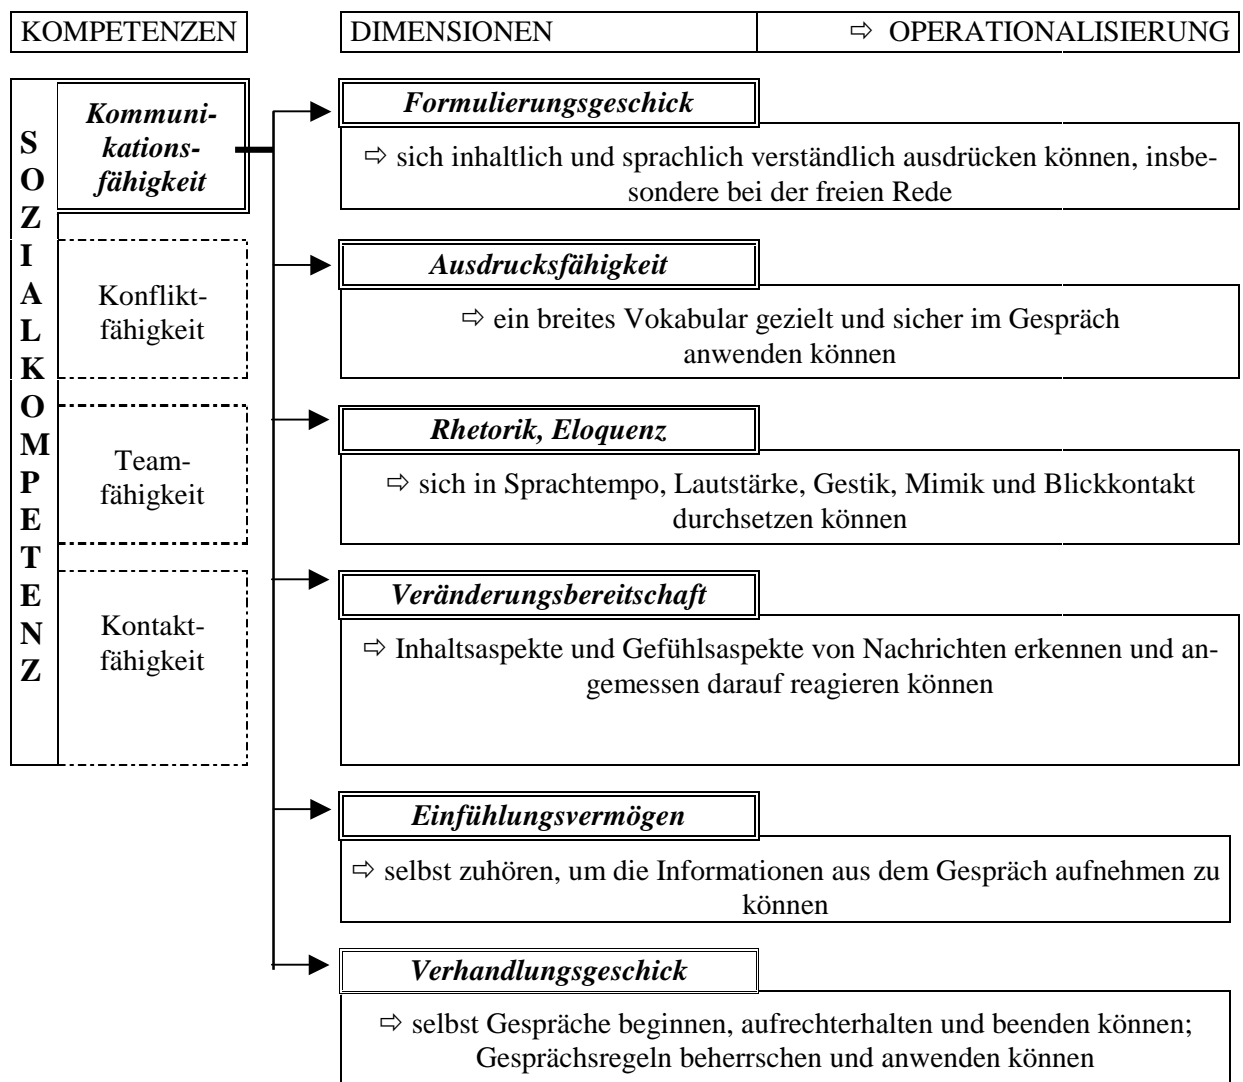 KOMPETENZEN
DIMENSIONEN
⇨ OPERATIONALISIERUNG
SOZIALKOMPETENZ
Kommuni-
kations-
fähigkeit
Konflikt-
fähigkeit
Team-
fähigkeit
Kontakt-
fähigkeit
Formulierungsgeschick
⇨ sich inhaltlich und sprachlich verständlich ausdrücken können, insbe-
sondere bei der freien Rede
Ausdrucksfähigkeit
⇨ ein breites Vokabular gezielt und sicher im Gespräch
anwenden können
Rhetorik, Eloquenz
⇨ sich in Sprachtempo, Lautstärke, Gestik, Mimik und Blickkontakt
durchsetzen können
Veränderungsbereitschaft
⇨ Inhaltsaspekte und Gefühlsaspekte von Nachrichten erkennen und an-
gemessen darauf reagieren können
Einfühlungsvermögen
⇨ selbst zuhören, um die Informationen aus dem Gespräch aufnehmen zu
können
Verhandlungsgeschick
⇨ selbst Gespräche beginnen, aufrechterhalten und beenden können;
Gesprächsregeln beherrschen und anwenden können